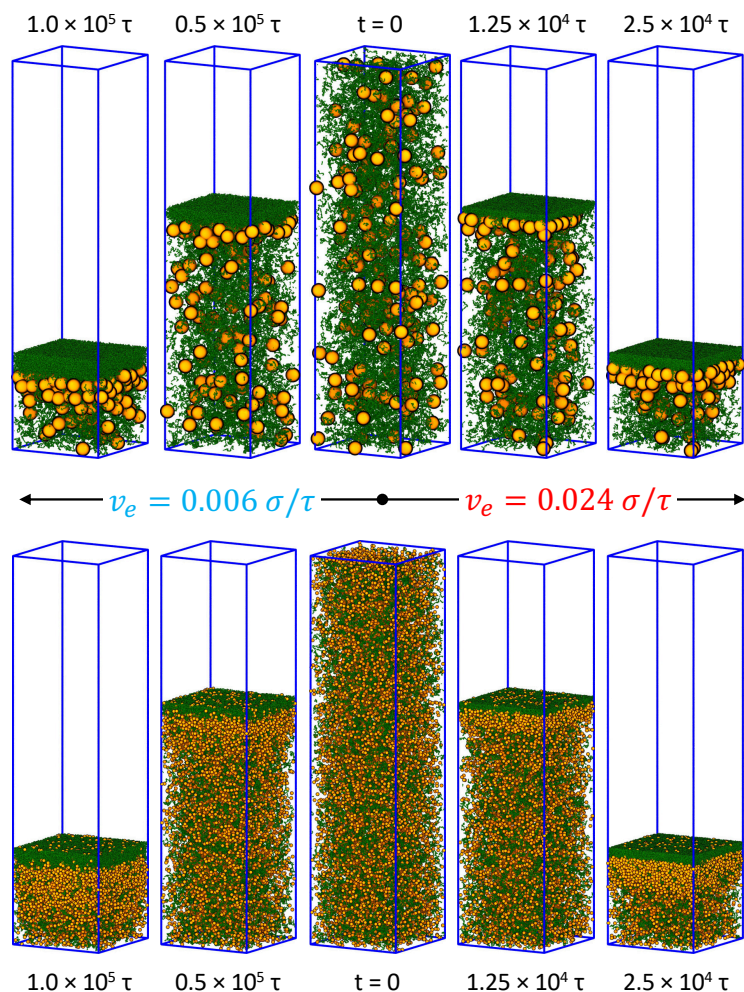 1.0 × 10⁵ τ 0.5 × 10⁵ τ t = 0 1.25 × 10⁴ τ 2.5 × 10⁴ τ
v_e = 0.006 σ/τ v_e = 0.024 σ/τ
1.0 × 10⁵ τ 0.5 × 10⁵ τ t = 0 1.25 × 10⁴ τ 2.5 × 10⁴ τ